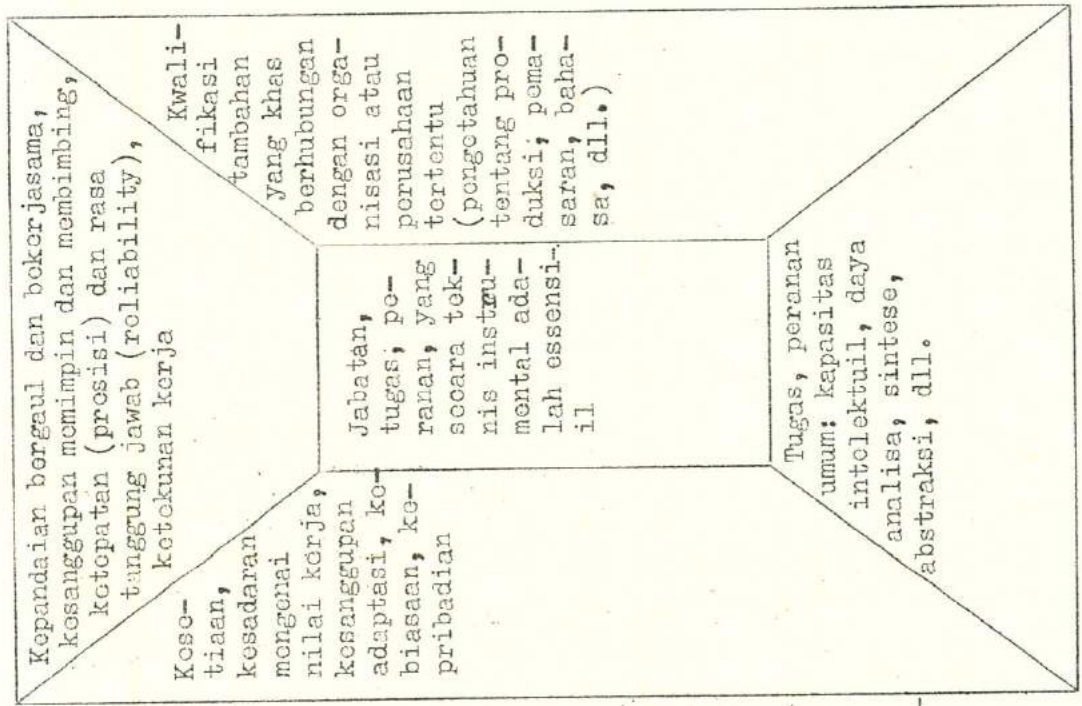 Kepandaian bergaul dan bekerjasama,
kesanggupan memimpin dan membimbing,
ketepatan (presisi) dan rasa
tanggung jawab (reliability),
ketekunan kerja
Kese-
tiaan,
kesadaran
mengenai
nilai kerja,
kesanggupan
adaptasi, ke-
biasaan, ke-
pribadian
Jabatan,
tugas, pe-
ranan, yang
secara tek-
nis instru-
mental ada-
lah essensi-
il
Kwali-
fikasi
tambahan
yang khas
berhubungan
dengan orga-
nisasi atau
perusahaan
tertentu
(pengetahuan
tentang pro-
duksi, pema-
saran, baha-
sa, dll.)
Tugas, peranan
umum: kapasitas
intelektuil, daya
analisa, sintese,
abstraksi, dll.